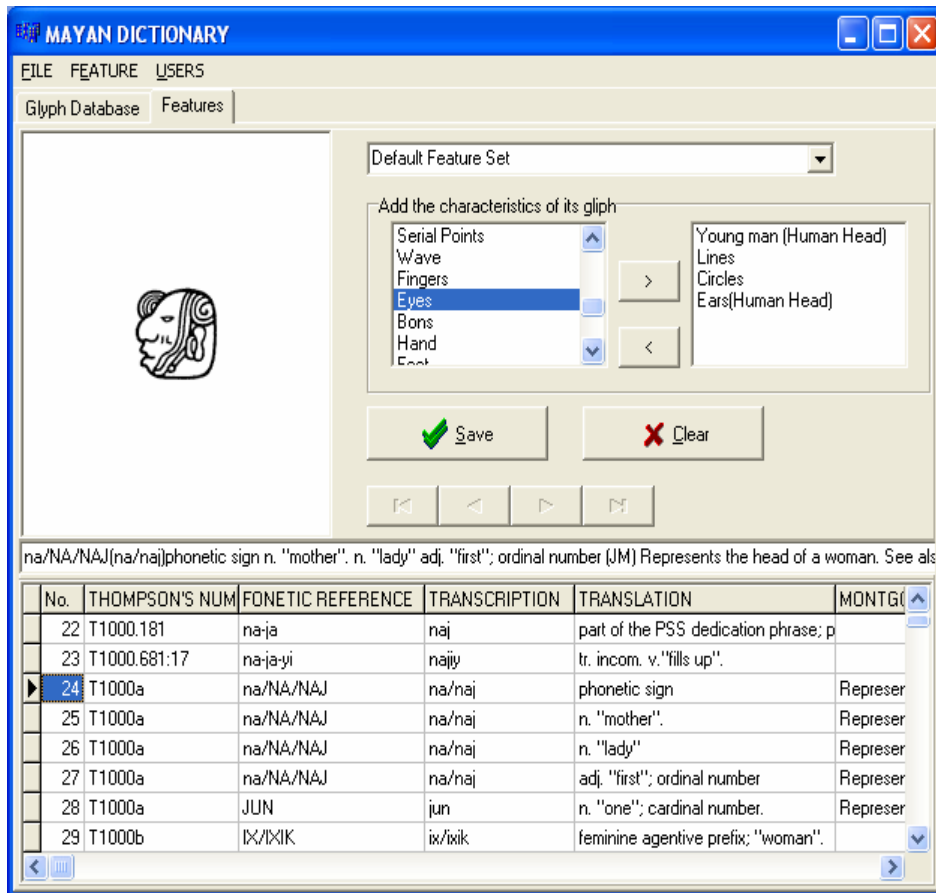 MAYAN DICTIONARY
FILE FEATURE USERS
Glyph Database Features
Default Feature Set
Add the characteristics of its gliph
Serial Points
Wave
Fingers
Eyes
Bons
Hand
>
<
Young man (Human Head)
Lines
Circles
Ears(Human Head)
Save Clear
na/NA/NAJ(na/naj)phonetic sign n. "mother". n. "lady" adj. "first"; ordinal number (JM) Represents the head of a woman. See als
No. THOMPSON'S NUM FONETIC REFERENCE TRANSCRIPTION TRANSLATION MONTG
22 T1000.181 na-ja naj part of the PSS dedication phrase; p
23 T1000.681:17 na-ja-yi najiy tr. incom. v."fills up".
24 T1000a na/NA/NAJ na/naj phonetic sign Represer
25 T1000a na/NA/NAJ na/naj n. "mother". Represer
26 T1000a na/NA/NAJ na/naj n. "lady" Represer
27 T1000a na/NA/NAJ na/naj adj. "first"; ordinal number Represer
28 T1000a JUN jun n. "one"; cardinal number. Represer
29 T1000b IX/IXIK ix/ixik feminine agentive prefix; "woman".